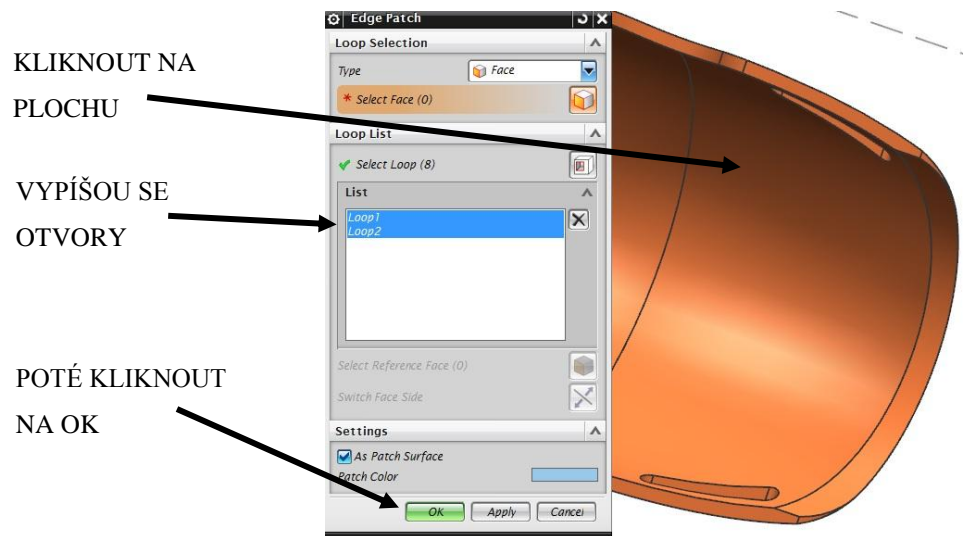 KLIKNOUT NA
PLOCHU
VYPÍŠOU SE
OTVORY
POTÉ KLIKNOUT
NA OK
Edge Patch
Loop Selection
Type Face
* Select Face (0)
Loop List
Select Loop (8)
List
Loop1
Loop2
Select Reference Face (0)
Switch Face Side
Settings
As Patch Surface
Patch Color
OK Apply Cancel